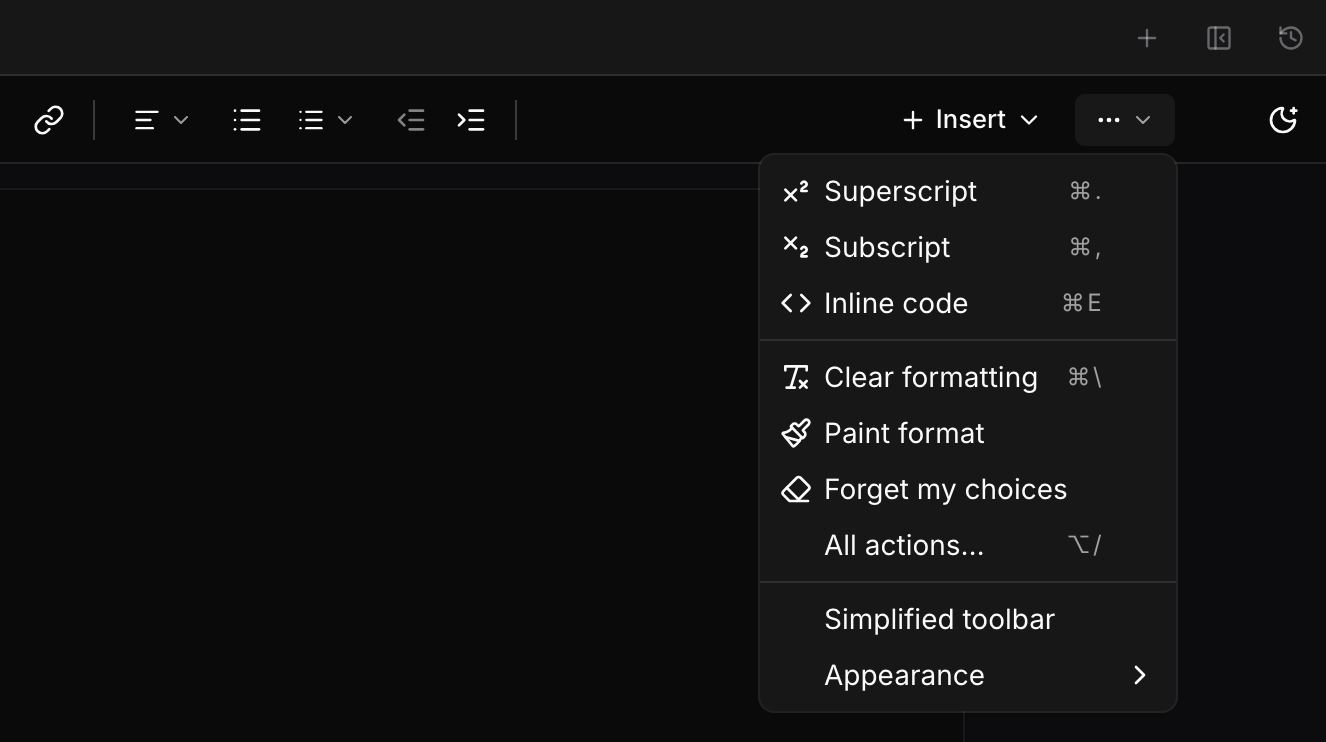 Insert
Superscript ⌘.
Subscript ⌘,
Inline code ⌘E
Clear formatting ⌘\
Paint format
Forget my choices
All actions... ⌥/
Simplified toolbar
Appearance